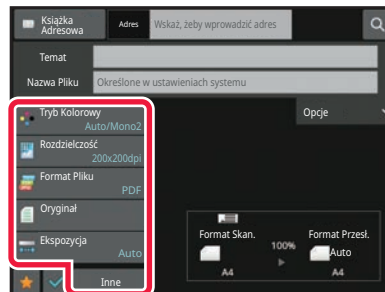 Książka
Adresowa
Adres
Wskaż, żeby wprowadzić adres
Temat
Nazwa Pliku
Określone w ustawieniach systemu
Tryb Kolorowy
Auto/Mono2
Opcje
Rozdzielczość
200x200dpi
Format Pliku
PDF
Oryginał
Ekspozycja
Auto
Inne
Format Skan.
100%
Format Przesł.
Auto
A4
A4